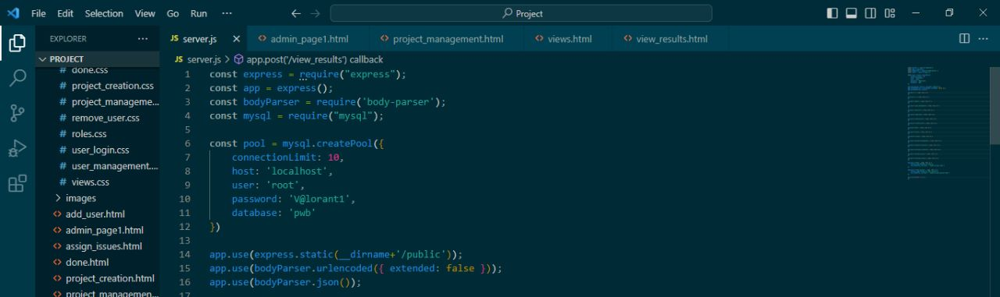 File Edit Selection View Go Run ··· Project
EXPLORER ···
PROJECT
done.css
project_creation.css
project_manageme...
remove_user.css
roles.css
user_login.css
user_management....
views.css
images
add_user.html
admin_page1.html
assign_issues.html
done.html
project_creation.html
project_managemen...
JS server.js admin_page1.html project_management.html views.html view_results.html
JS server.js > app.post('/view_results') callback
1 const express = require("express");
2 const app = express();
3 const bodyParser = require('body-parser');
4 const mysql = require("mysql");
5
6 const pool = mysql.createPool({
7 connectionLimit: 10,
8 host: 'localhost',
9 user: 'root',
10 password: 'V@lorant1',
11 database: 'pwb'
12 })
13
14 app.use(express.static(__dirname+'/public'));
15 app.use(bodyParser.urlencoded({ extended: false }));
16 app.use(bodyParser.json());
17